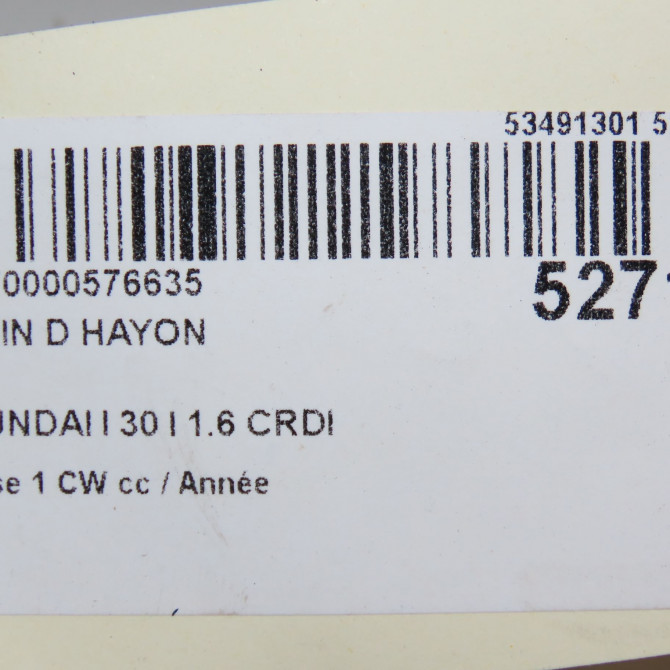 53491301 5
0000576635
527
IN D HAYON
UNDAI I 30 I 1.6 CRDI
se 1 CW cc / Année